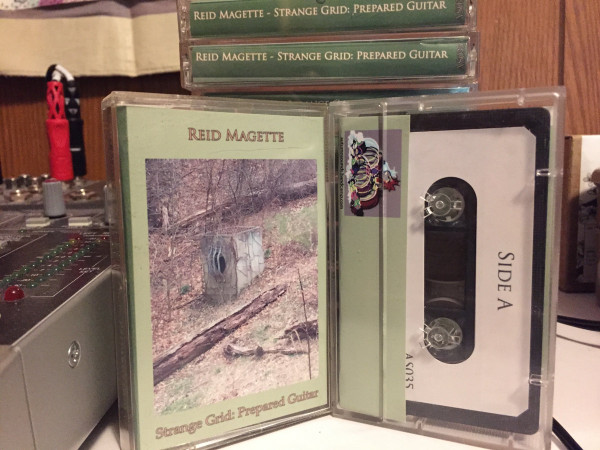 Reid Magette - Strange Grid: Prepared Guitar
Reid Magette - Strange Grid: Prepared Guitar
Reid Magette
Strange Grid: Prepared Guitar
Side A
AS035